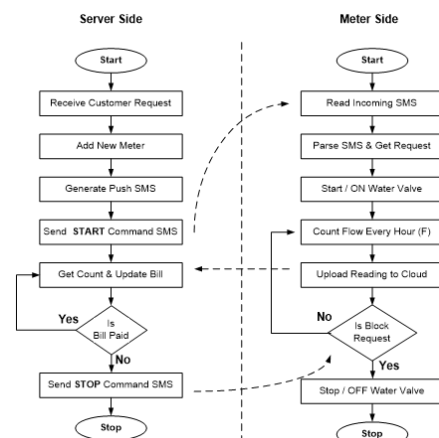 Server Side
Start
Receive Customer Request
Add New Meter
Generate Push SMS
Send START Command SMS
Get Count & Update Bill
Yes
Is
Bill Paid
No
Send STOP Command SMS
Stop
Meter Side
Start
Read Incoming SMS
Parse SMS & Get Request
Start / ON Water Valve
Count Flow Every Hour (F)
Upload Reading to Cloud
No
Is Block
Request
Yes
Stop / OFF Water Valve
Stop